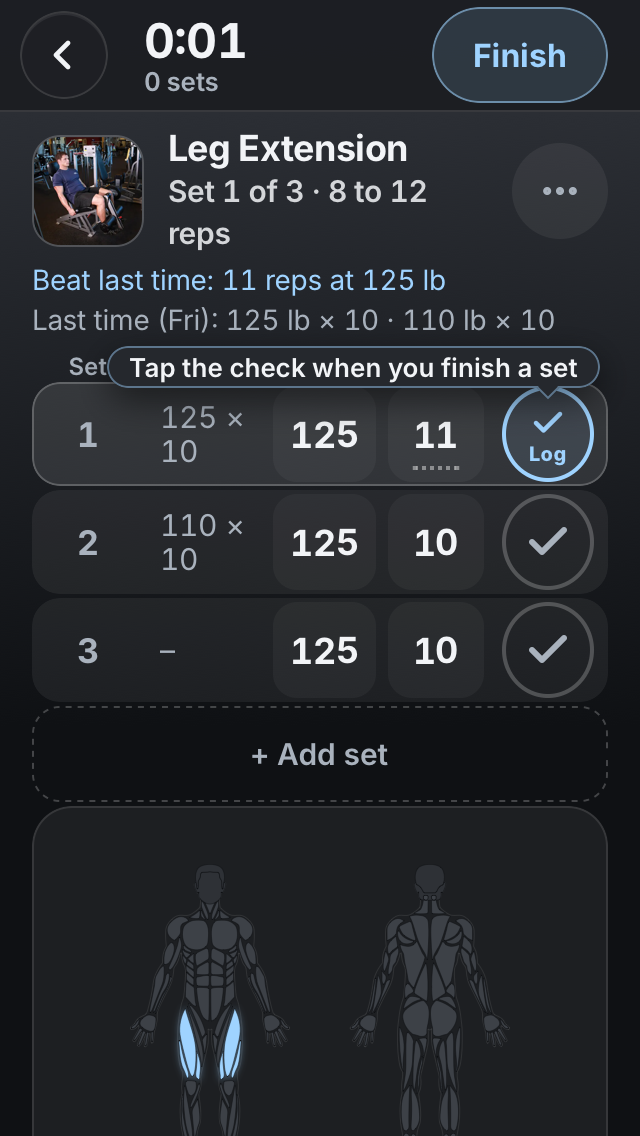 0:01
0 sets
Finish
Leg Extension
Set 1 of 3 · 8 to 12
reps
Beat last time: 11 reps at 125 lb
Last time (Fri): 125 lb × 10 · 110 lb × 10
Set
Tap the check when you finish a set
1
125 ×
10
125
11
Log
2
110 ×
10
125
10
3
–
125
10
+ Add set